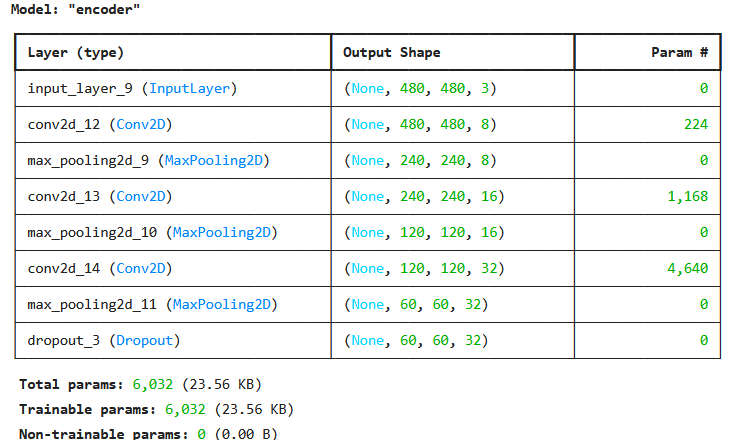 Model: "encoder"
Layer (type) Output Shape Param #
input_layer_9 (InputLayer) (None, 480, 480, 3) 0
conv2d_12 (Conv2D) (None, 480, 480, 8) 224
max_pooling2d_9 (MaxPooling2D) (None, 240, 240, 8) 0
conv2d_13 (Conv2D) (None, 240, 240, 16) 1,168
max_pooling2d_10 (MaxPooling2D) (None, 120, 120, 16) 0
conv2d_14 (Conv2D) (None, 120, 120, 32) 4,640
max_pooling2d_11 (MaxPooling2D) (None, 60, 60, 32) 0
dropout_3 (Dropout) (None, 60, 60, 32) 0
Total params: 6,032 (23.56 KB)
Trainable params: 6,032 (23.56 KB)
Non-trainable params: 0 (0.00 B)